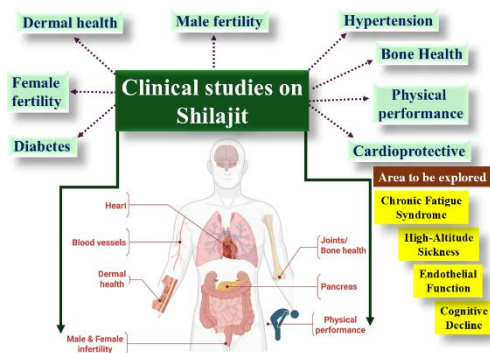 Dermal health
Male fertility
Hypertension
Bone Health
Female
fertility
Clinical studies on
Shilajit
Physical
performance
Diabetes
Cardioprotective
Area to be explored
Chronic Fatigue
Syndrome
High-Altitude
Sickness
Endothelial
Function
Cognitive
Decline
Heart
Blood vessels
Dermal
health
Male & Female
infertility
Joints/
Bone health
Pancreas
Physical
performance